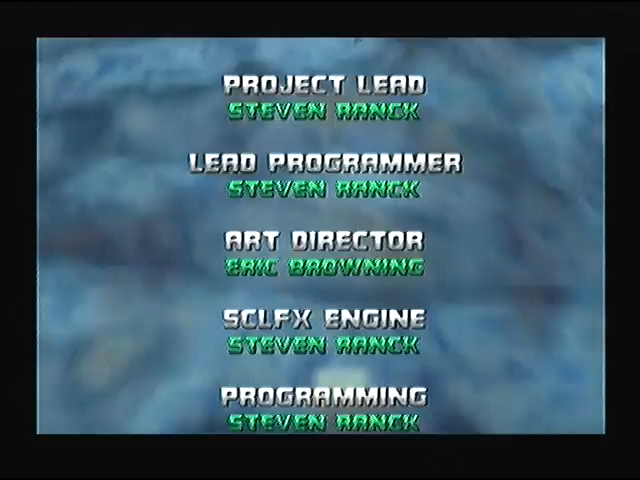 PROJECT LEAD
STEVEN RANCK
LEAD PROGRAMMER
STEVEN RANCK
ART DIRECTOR
ERIC BROWNING
SCLFX ENGINE
STEVEN RANCK
PROGRAMMING
STEVEN RANCK